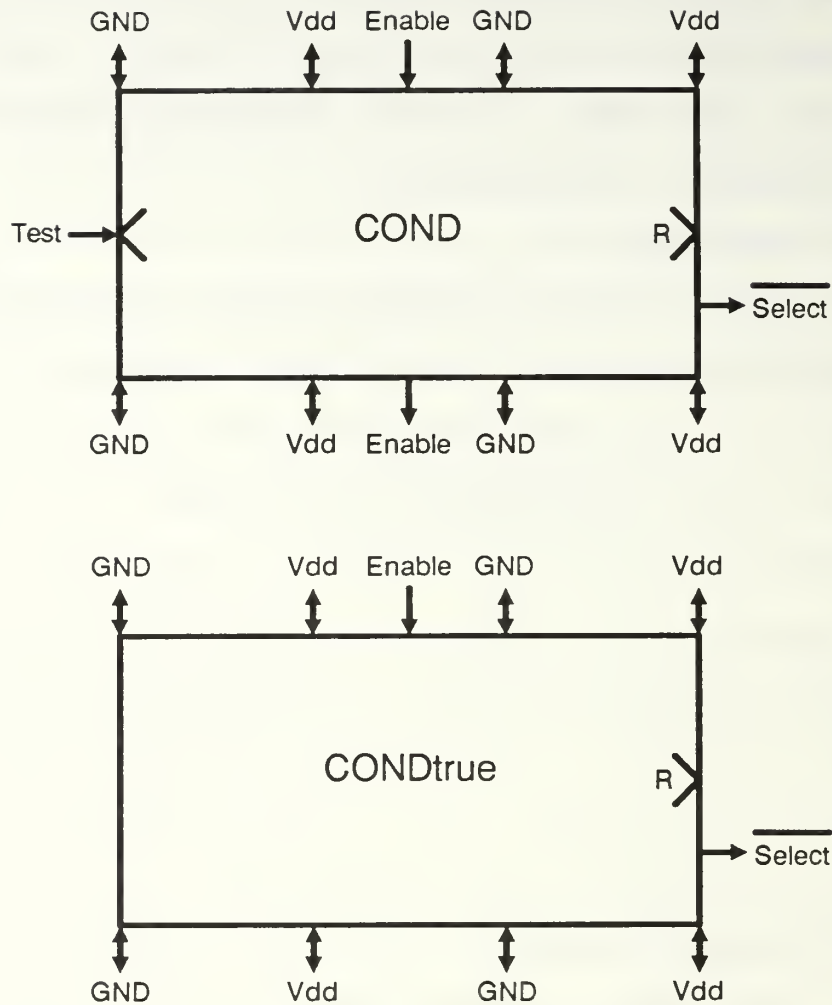 GND Vdd Enable GND Vdd
Test COND R
Select
GND Vdd Enable GND Vdd
GND Vdd Enable GND Vdd
CONDtrue R
Select
GND Vdd GND Vdd